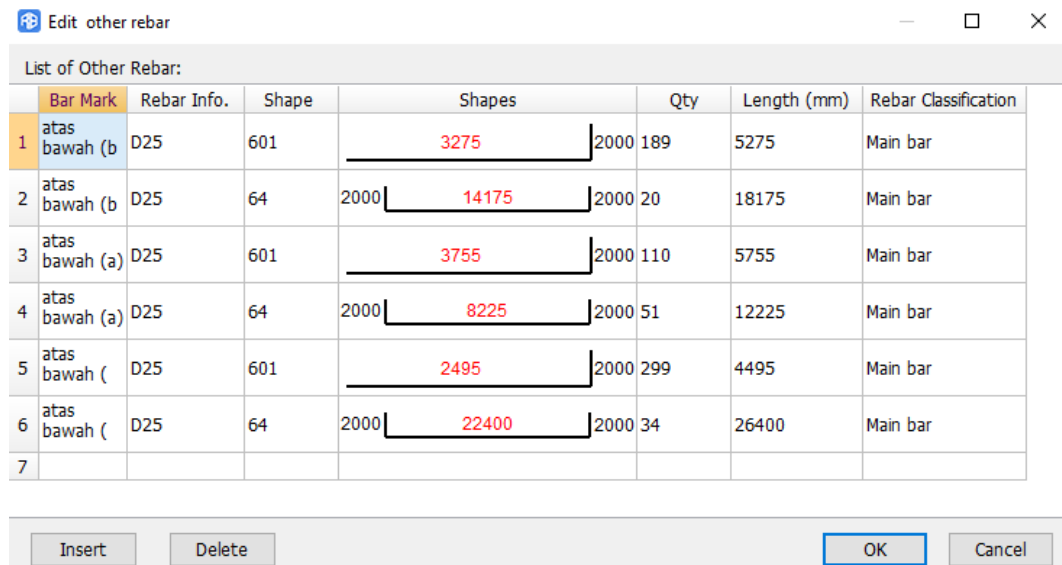 Edit other rebar
List of Other Rebar:
Bar Mark Rebar Info. Shape Shapes Qty Length (mm) Rebar Classification
1 atas bawah (b D25 601 3275 2000 189 5275 Main bar
2 atas bawah (b D25 64 2000 14175 2000 20 18175 Main bar
3 atas bawah (a) D25 601 3755 2000 110 5755 Main bar
4 atas bawah (a) D25 64 2000 8225 2000 51 12225 Main bar
5 atas bawah ( D25 601 2495 2000 299 4495 Main bar
6 atas bawah ( D25 64 2000 22400 2000 34 26400 Main bar
7
Insert Delete OK Cancel